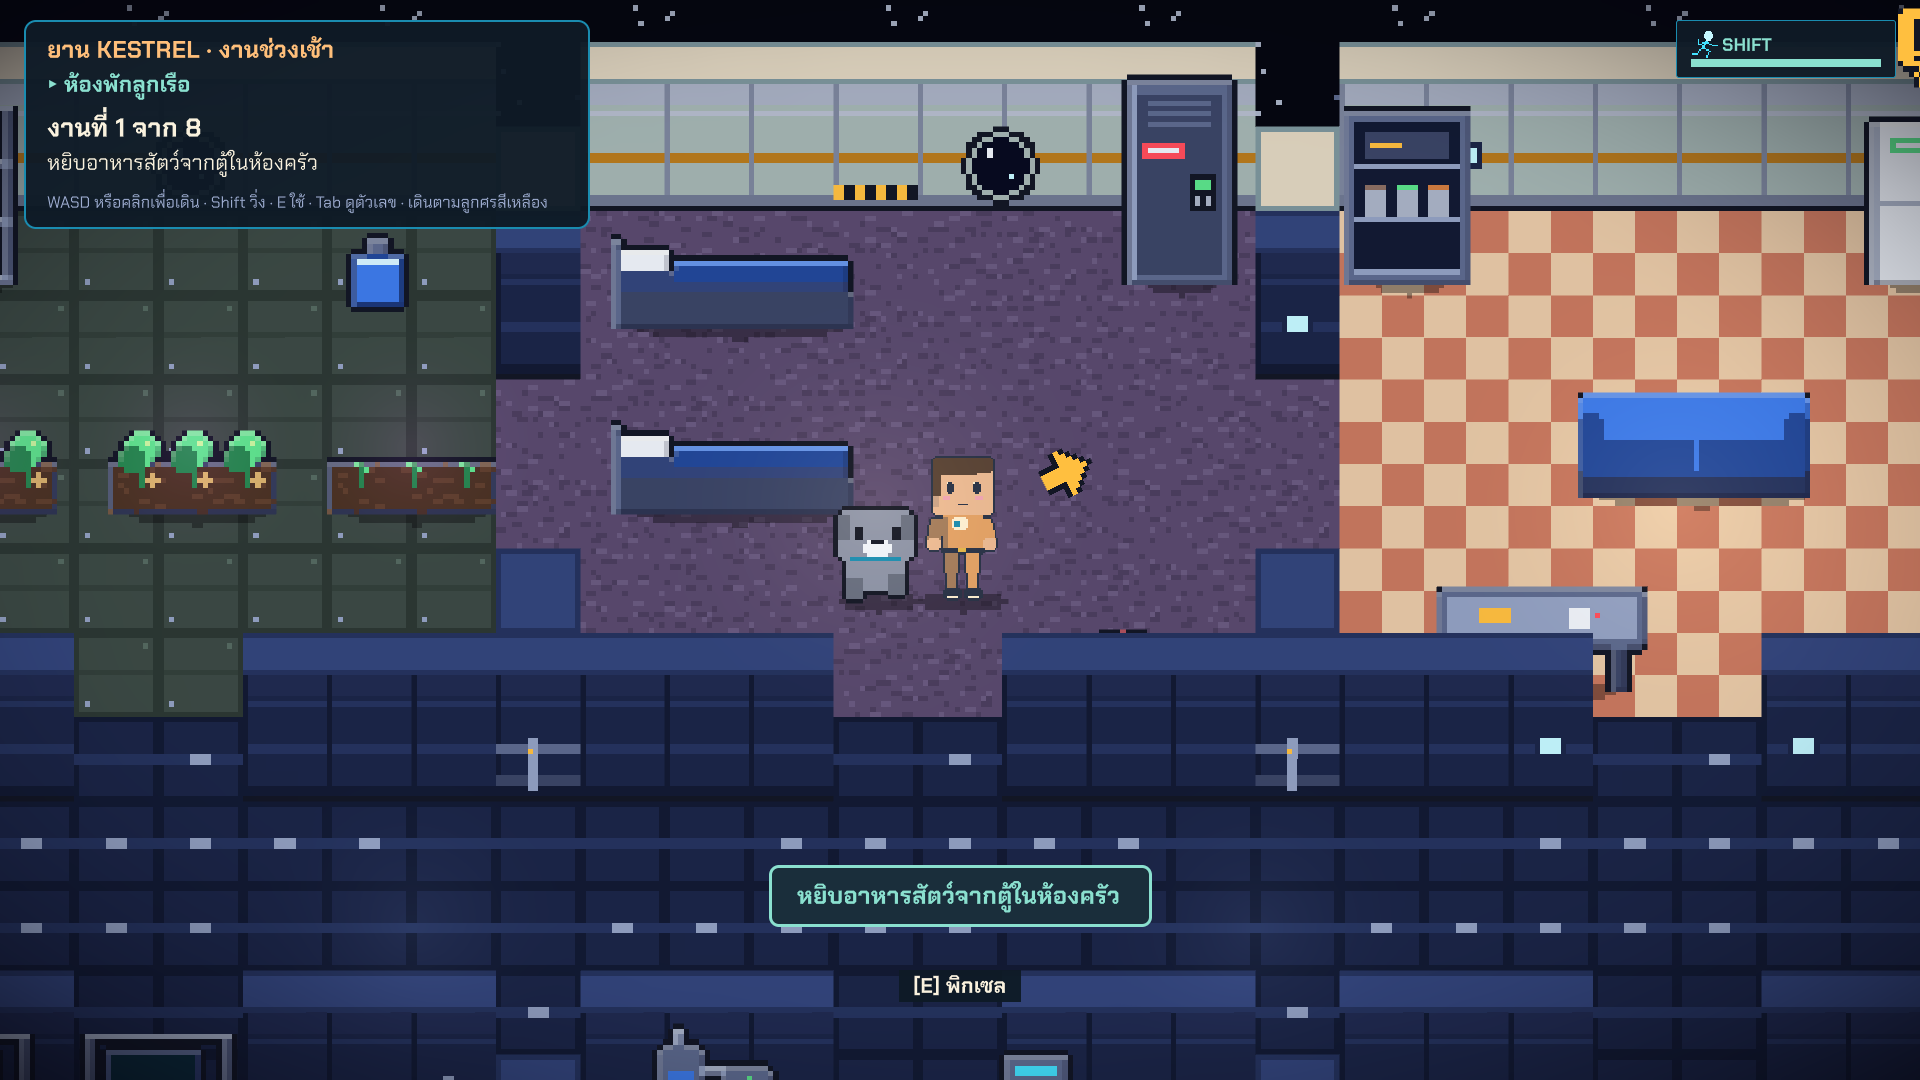 ยาน KESTREL · งานช่วงเช้า
▸ ห้องพักลูกเรือ
งานที่ 1 จาก 8
หยิบอาหารสัตว์จากตู้ในห้องครัว
WASD หรือคลิกเพื่อเดิน · Shift วิ่ง · E ใช้ · Tab ดูตัวเลข · เดินตามลูกศรสีเหลือง
SHIFT
หยิบอาหารสัตว์จากตู้ในห้องครัว
[E] พิกเซล